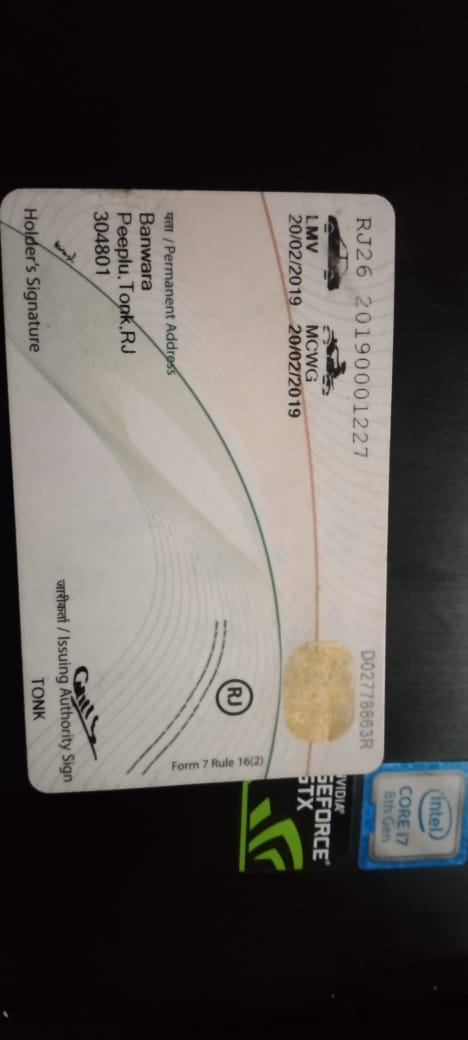 RJ26 20190001227
D02778863R
LMV
20/02/2019
MCWG
20/02/2019
पता / Permanent Address
Banwara
Peeplu, Tonk,RJ
304801
RJ
Form 7 Rule 16(2)
Holder's Signature
जारीकर्ता / Issuing Authority Sign
TONK
intel
CORE i7
8th Gen
NVIDIA
GEFORCE
GTX